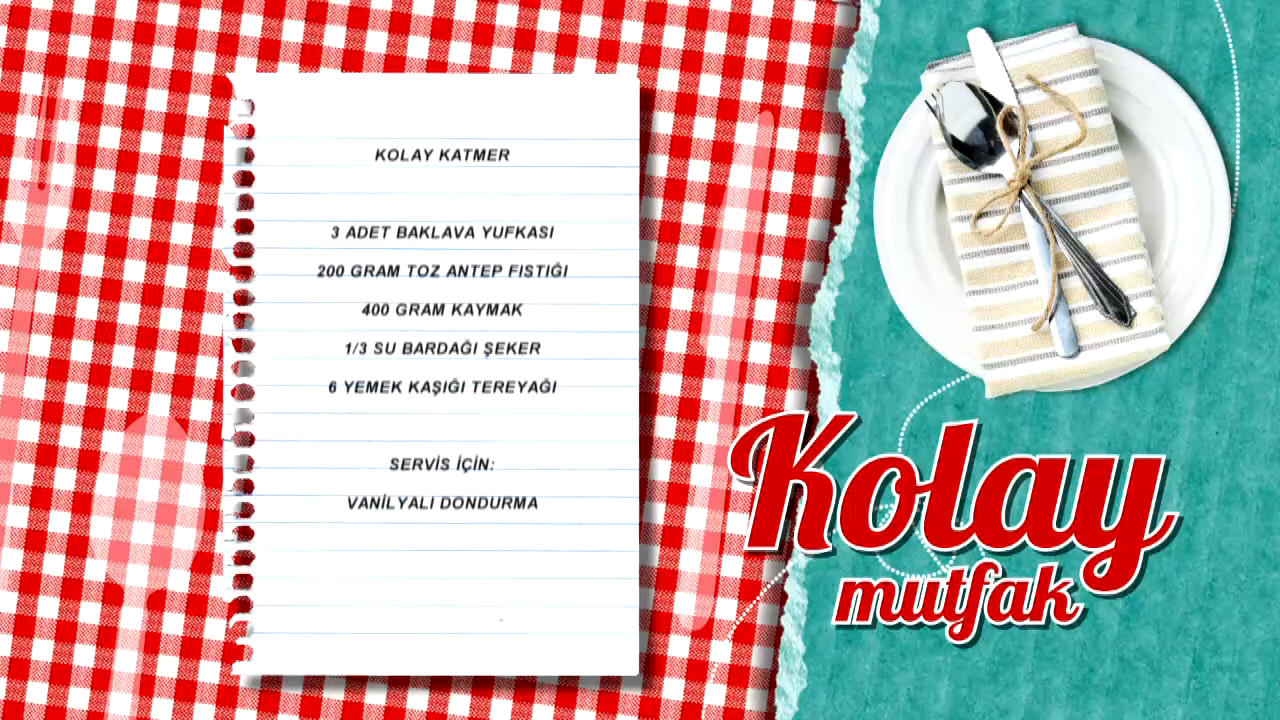 KOLAY KATMER
3 ADET BAKLAVA YUFKASI
200 GRAM TOZ ANTEP FISTIĞI
400 GRAM KAYMAK
1/3 SU BARDAĞI ŞEKER
6 YEMEK KAŞIĞI TEREYAĞI
SERVİS İÇİN:
VANİLYALI DONDURMA
Kolay
mutfak